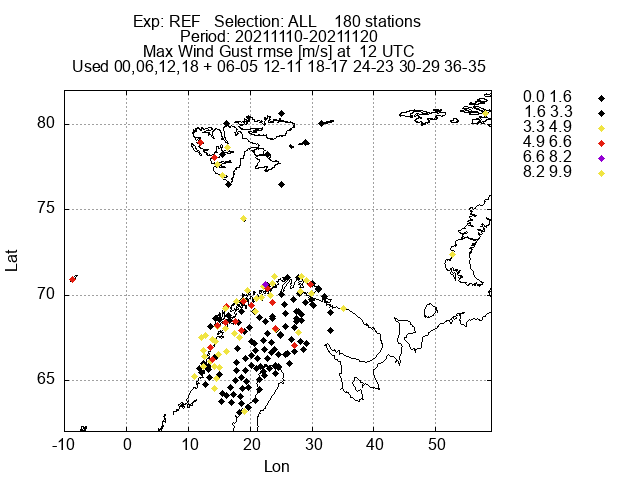 Exp: REF Selection: ALL 180 stations
Period: 20211110-20211120
Max Wind Gust rmse [m/s] at 12 UTC
Used 00,06,12,18 + 06-05 12-11 18-17 24-23 30-29 36-35
0.0 1.6
1.6 3.3
3.3 4.9
4.9 6.6
6.6 8.2
8.2 9.9
80
75
70
65
Lat
-10 0 10 20 30 40 50
Lon